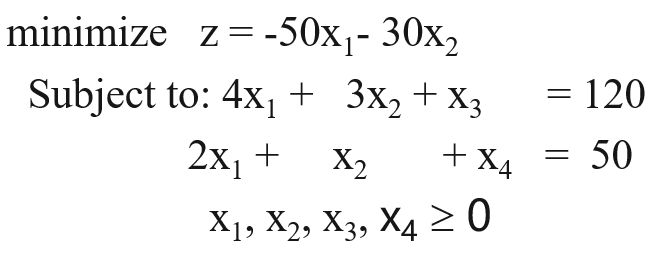 minimize z = -50x₁- 30x₂
Subject to: 4x₁ + 3x₂ + x₃ = 120
2x₁ + x₂ + x₄ = 50
x₁, x₂, x₃, x₄ ≥ 0